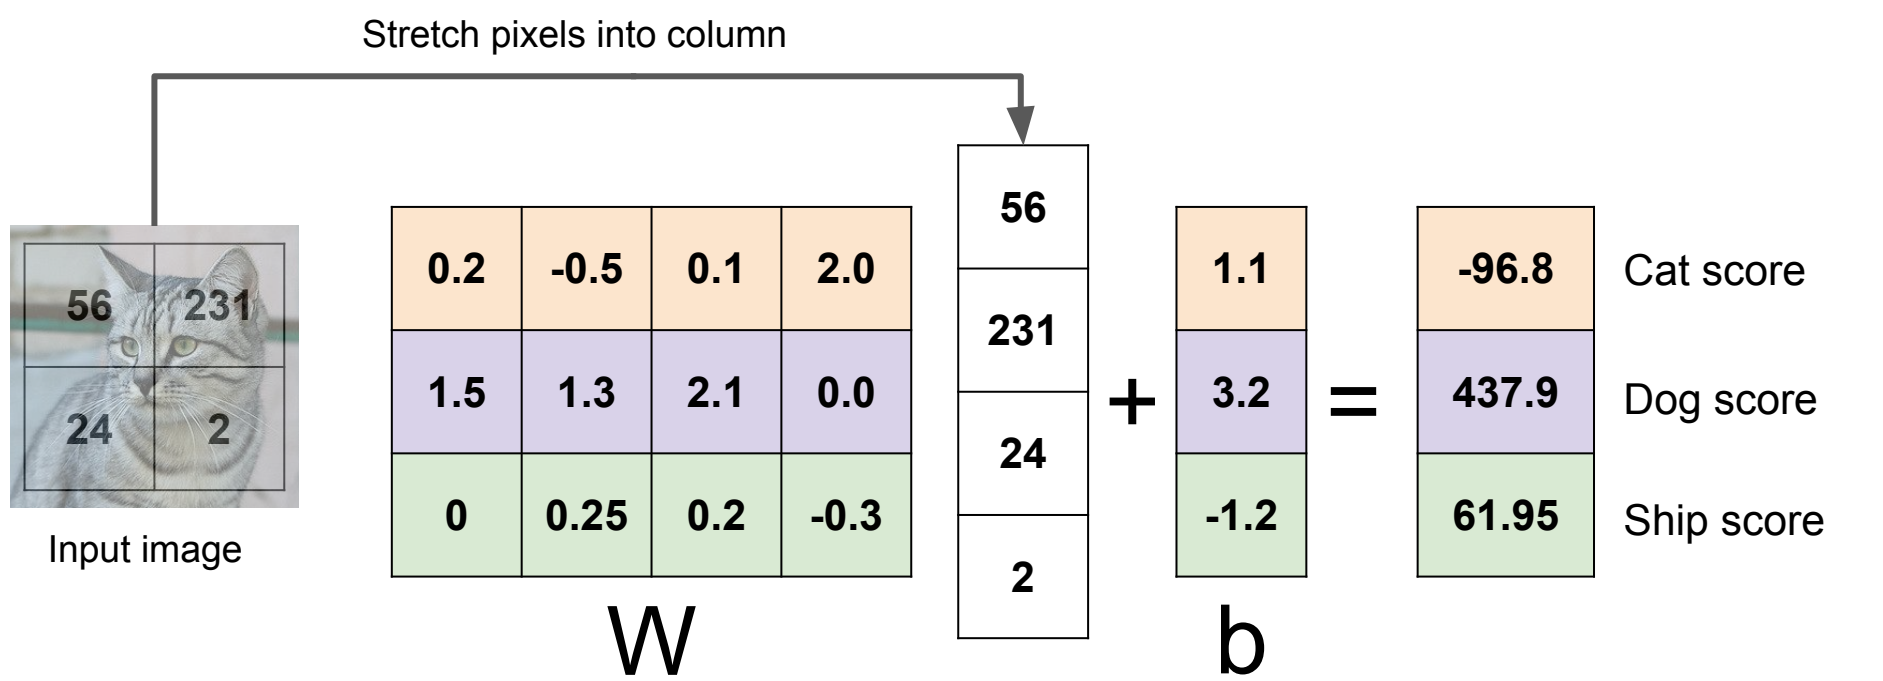 Stretch pixels into column
56 231
24 2
Input image
0.2 -0.5 0.1 2.0
1.5 1.3 2.1 0.0
0 0.25 0.2 -0.3
W
56
231
24
2
+
1.1
3.2
-1.2
b
=
-96.8 Cat score
437.9 Dog score
61.95 Ship score